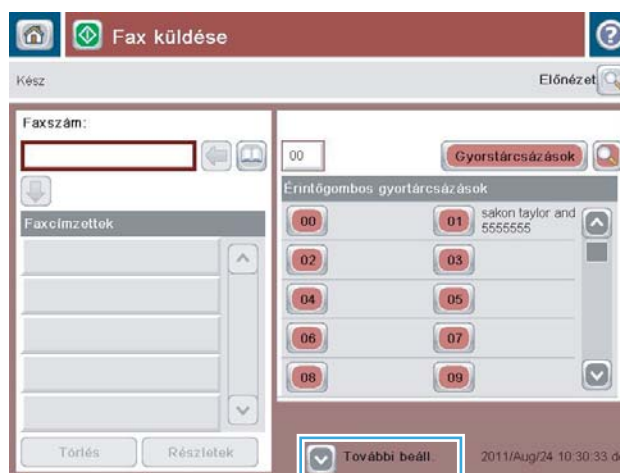 Fax küldése
Kész
Előnézet
Faxszám:
00
Gyorstárcsázások
Érintőgombos gyortárcsázások
Faxcímzettek
00
01 sakon taylor and
5555555
02
03
04
05
06
07
08
09
Törlés
Részletek
További beáll.
2011/Aug/24 10:30:33 de